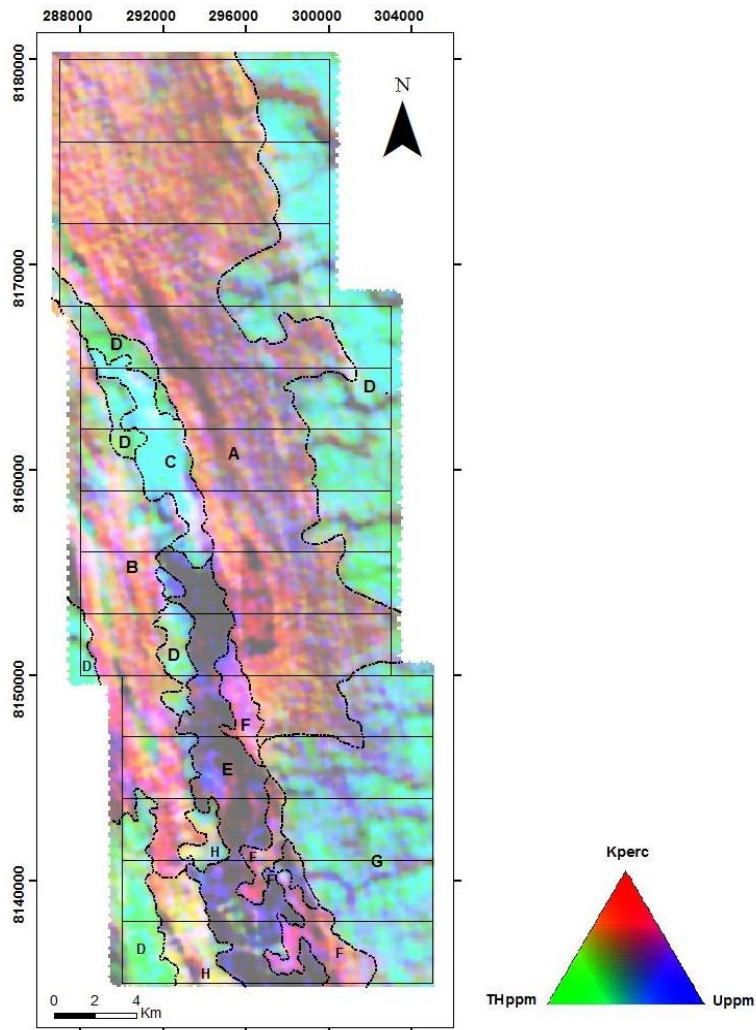 288000 292000 296000 300000 304000
8180000
N
8170000
D
D
D
A
C
8160000
B
D
D
8150000
F
E
H
F
F
G
8140000
D
F
H
0 2 4
Km
Kperc
THppm
Uppm